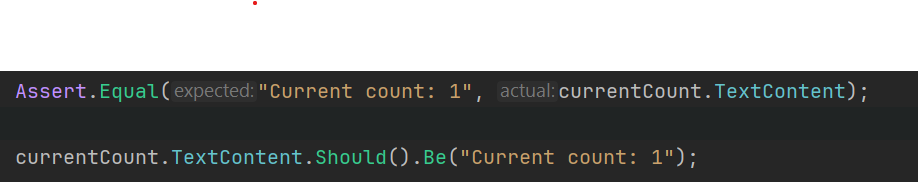 Assert.Equal(expected:"Current count: 1", actual:currentCount.TextContent);
currentCount.TextContent.Should().Be("Current count: 1");